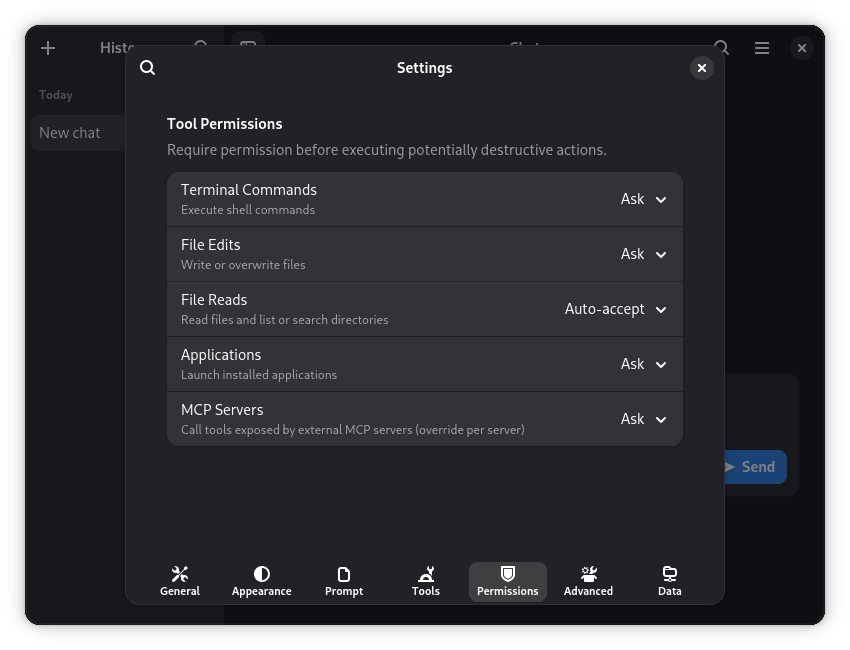 Settings
Today
New chat
Tool Permissions
Require permission before executing potentially destructive actions.
Terminal Commands
Execute shell commands
Ask
File Edits
Write or overwrite files
Ask
File Reads
Read files and list or search directories
Auto-accept
Applications
Launch installed applications
Ask
MCP Servers
Call tools exposed by external MCP servers (override per server)
Ask
Send
General
Appearance
Prompt
Tools
Permissions
Advanced
Data